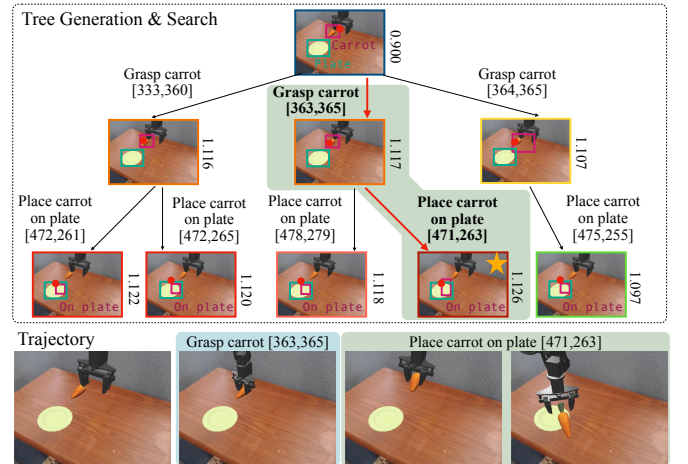 Tree Generation & Search
Carrot
Plate
0.900
Grasp carrot
[333,360]
Grasp carrot
[363,365]
Grasp carrot
[364,365]
1.116
1.117
1.107
Place carrot
on plate
[472,261]
Place carrot
on plate
[472,265]
Place carrot
on plate
[478,279]
Place carrot
on plate
[471,263]
Place carrot
on plate
[475,255]
On plate
1.122
On plate
1.120
On plate
1.118
On plate
1.126
On plate
1.097
Trajectory
Grasp carrot [363,365]
Place carrot on plate [471,263]